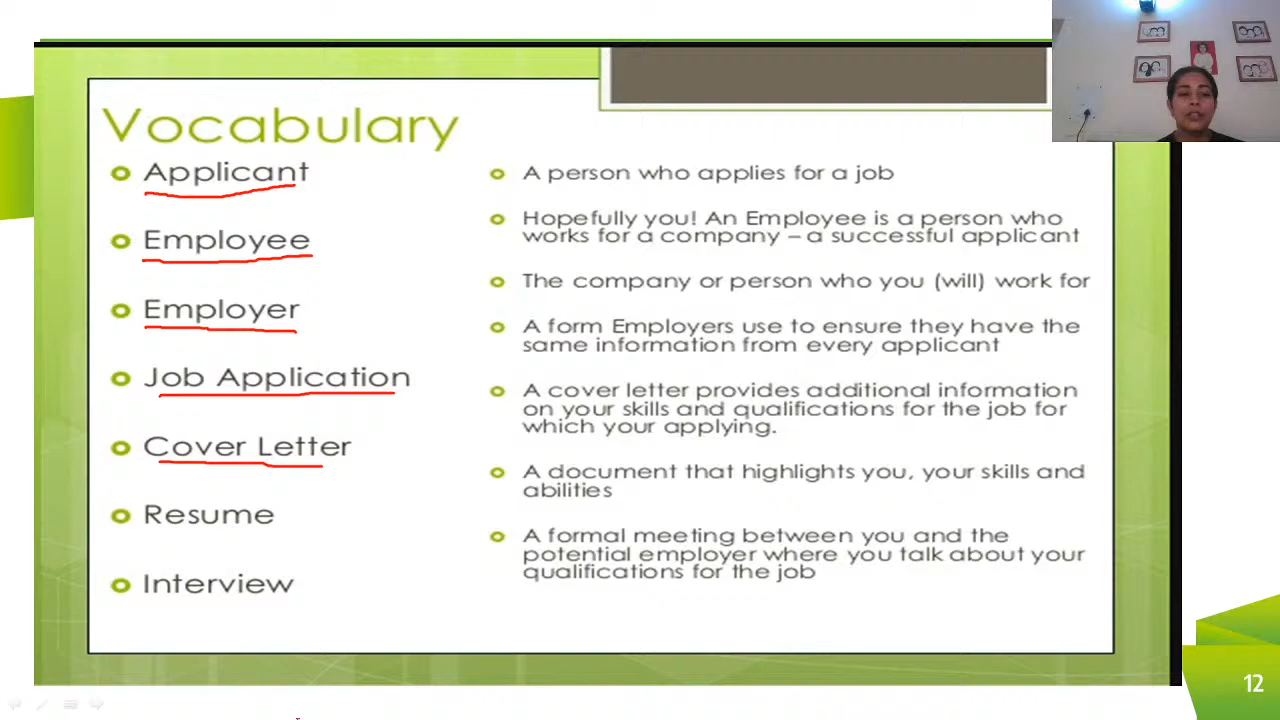 Vocabulary
Applicant
Employee
Employer
Job Application
Cover Letter
Resume
Interview
A person who applies for a job
Hopefully you! An Employee is a person who
works for a company – a successful applicant
The company or person who you (will) work for
A form Employers use to ensure they have the
same information from every applicant
A cover letter provides additional information
on your skills and qualifications for the job for
which your applying.
A document that highlights you, your skills and
abilities
A formal meeting between you and the
potential employer where you talk about your
qualifications for the job
12